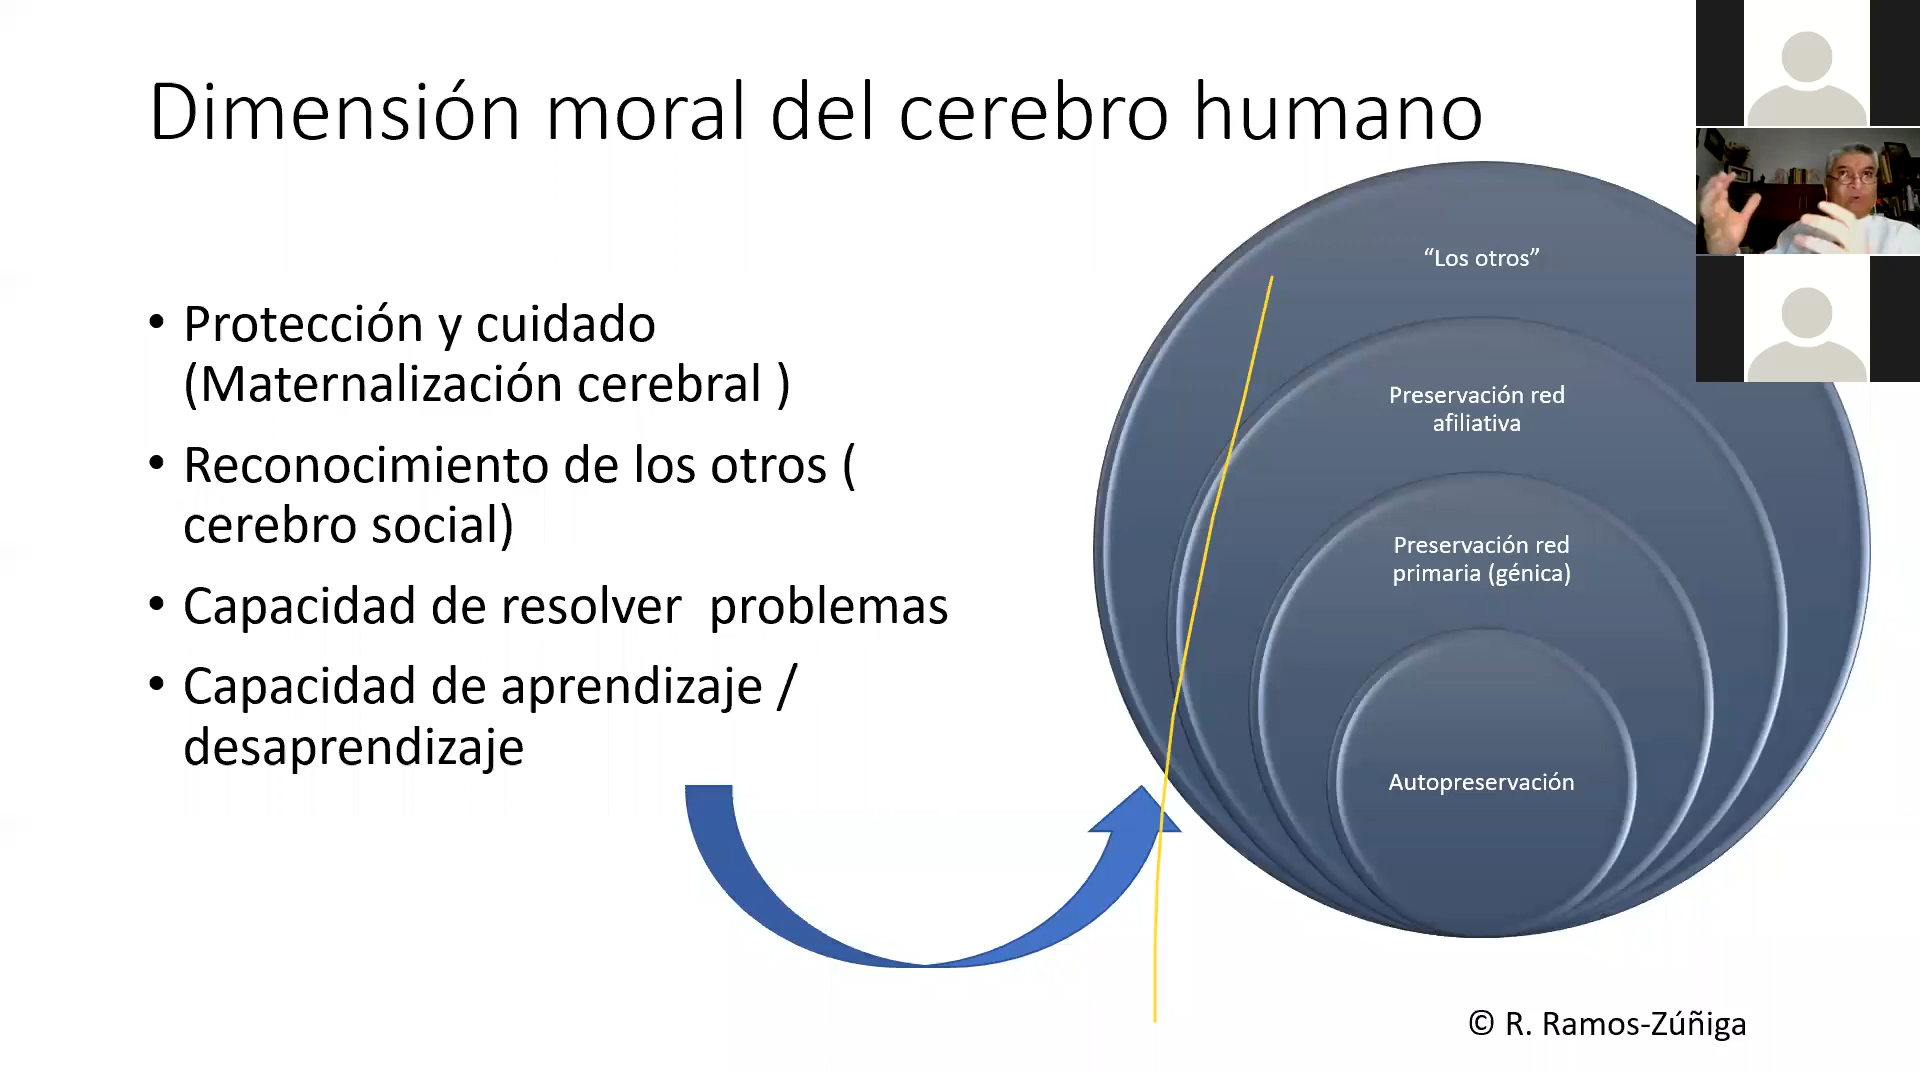 Dimensión moral del cerebro humano
• Protección y cuidado
(Maternalización cerebral )
• Reconocimiento de los otros (
cerebro social)
• Capacidad de resolver  problemas
• Capacidad de aprendizaje /
desaprendizaje
“Los otros”
Preservación red
afiliativa
Preservación red
primaria (génica)
Autopreservación
© R. Ramos-Zúñiga